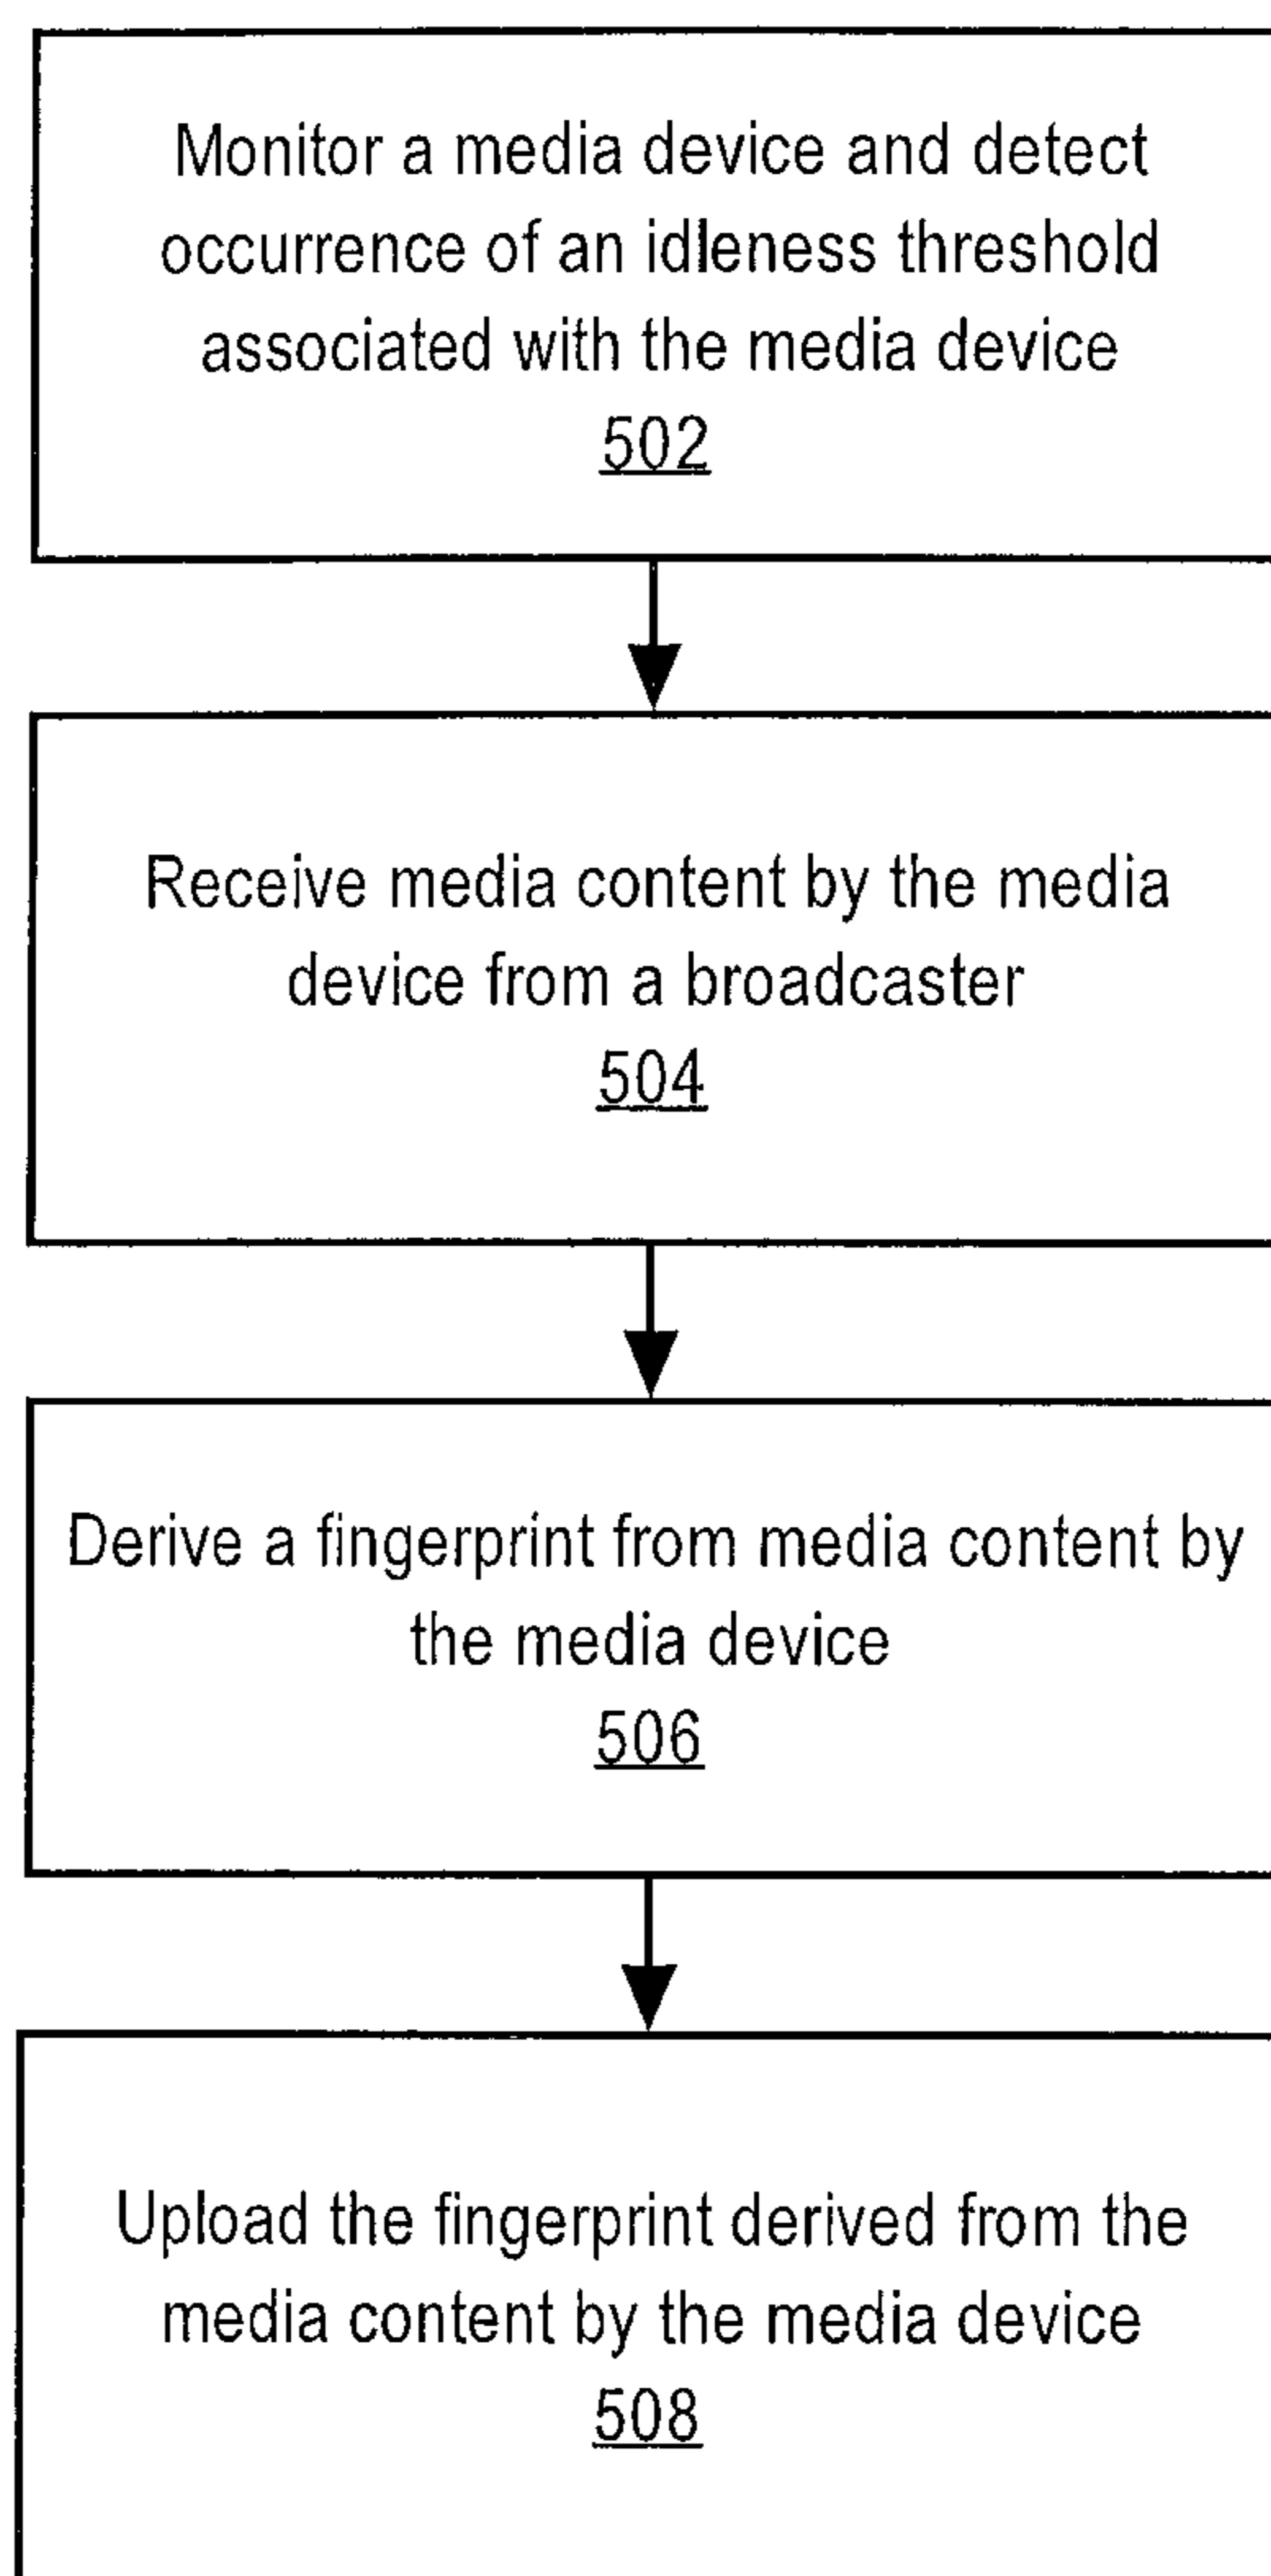 Monitor a media device and detect
occurrence of an idleness threshold
associated with the media device
502
Receive media content by the media
device from a broadcaster
504
Derive a fingerprint from media content by
the media device
506
Upload the fingerprint derived from the
media content by the media device
508